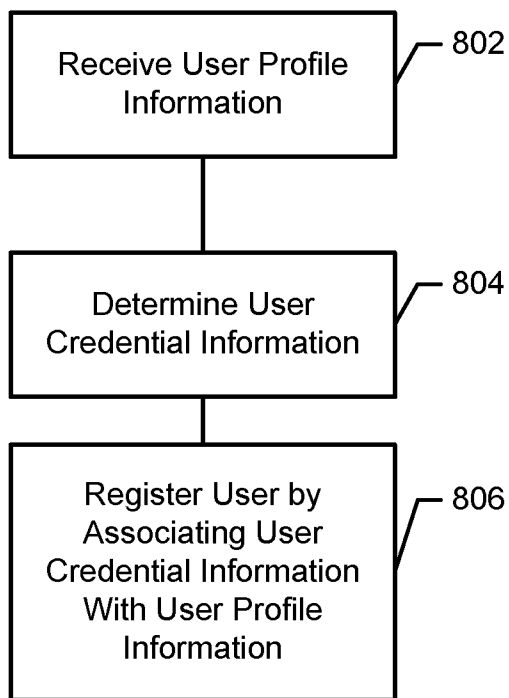 Receive User Profile
Information
802
Determine User
Credential Information
804
Register User by
Associating User
Credential Information
With User Profile
Information
806